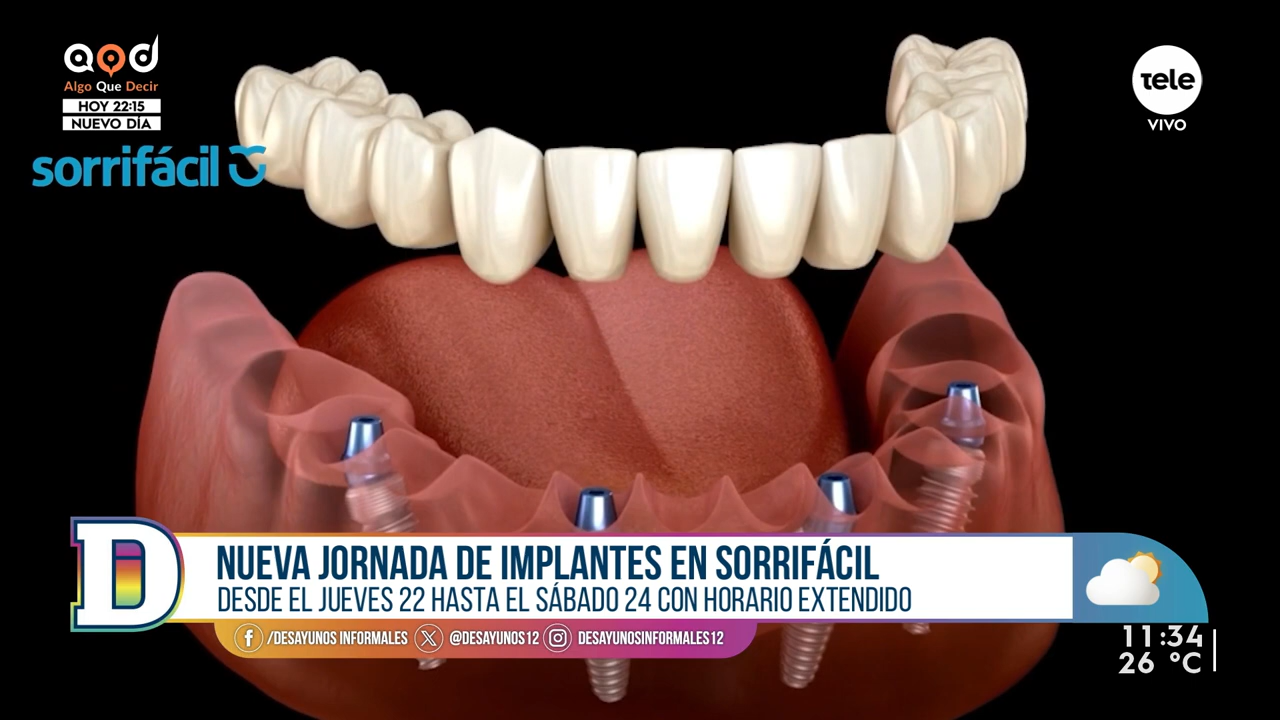 aqd
Algo Que Decir
HOY 22:15
NUEVO DÍA
sorrifácil
tele
VIVO
D
NUEVA JORNADA DE IMPLANTES EN SORRIFÁCIL
DESDE EL JUEVES 22 HASTA EL SÁBADO 24 CON HORARIO EXTENDIDO
/DESAYUNOS INFORMALES @DESAYUNOS12 DESAYUNOSINFORMALES12
11:34
26 °C